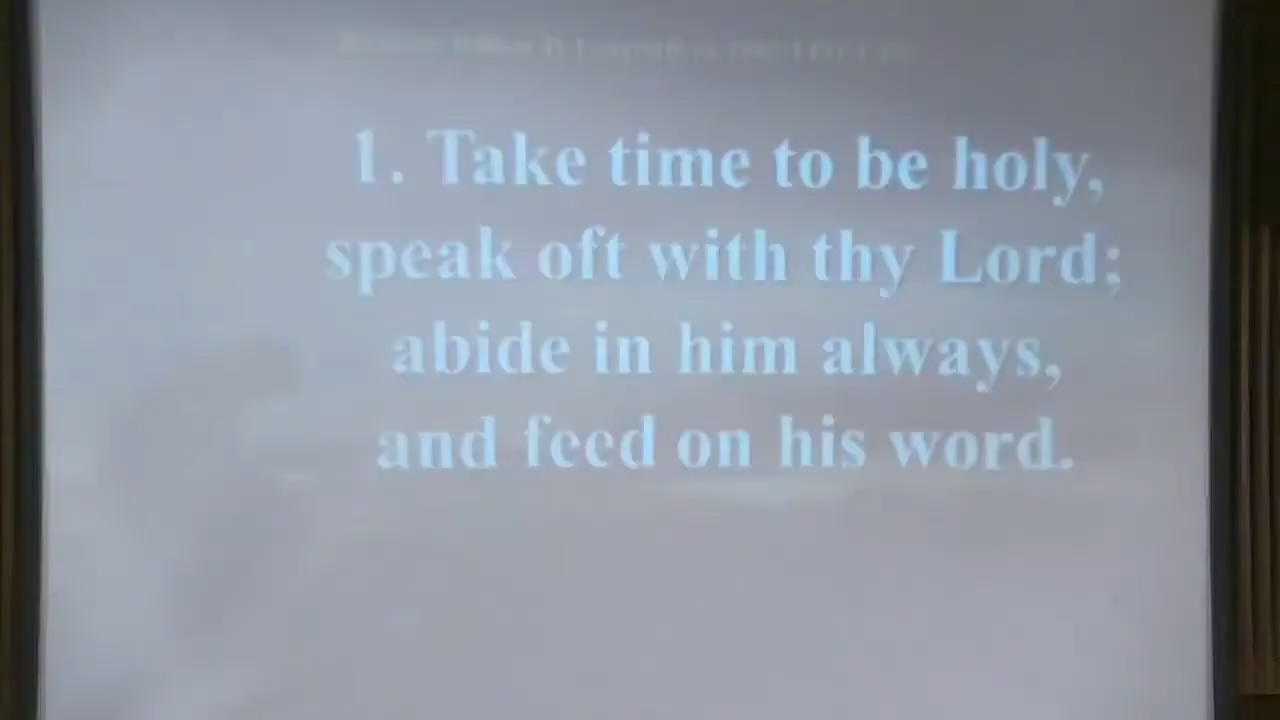 1. Take time to be holy,
speak oft with thy Lord;
abide in him always,
and feed on his word.